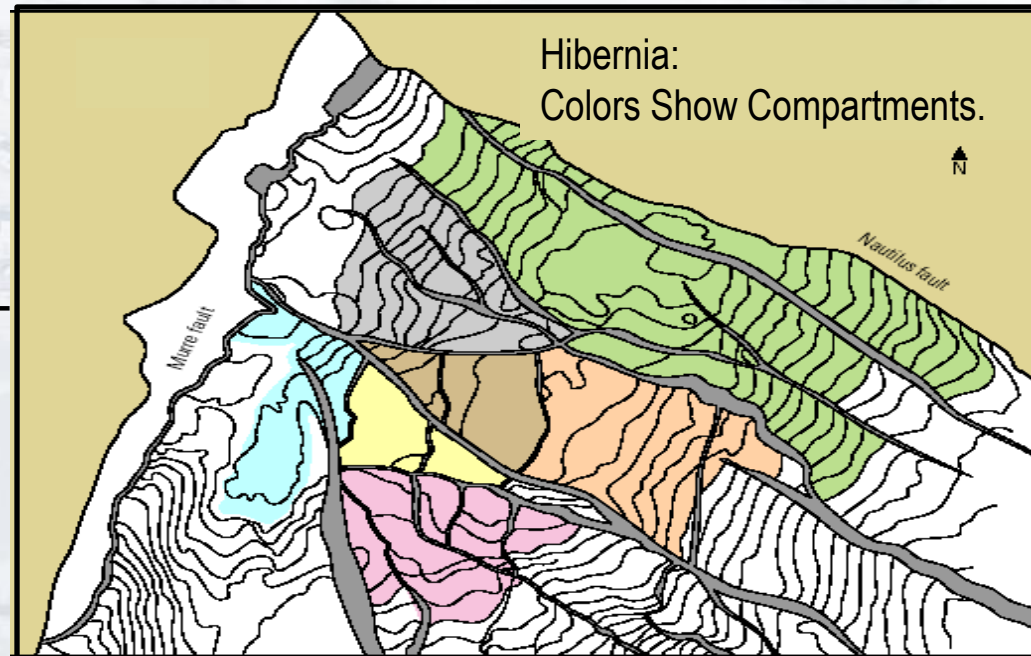 Hibernia:
Colors Show Compartments.
N
Nautilus fault
Murre fault